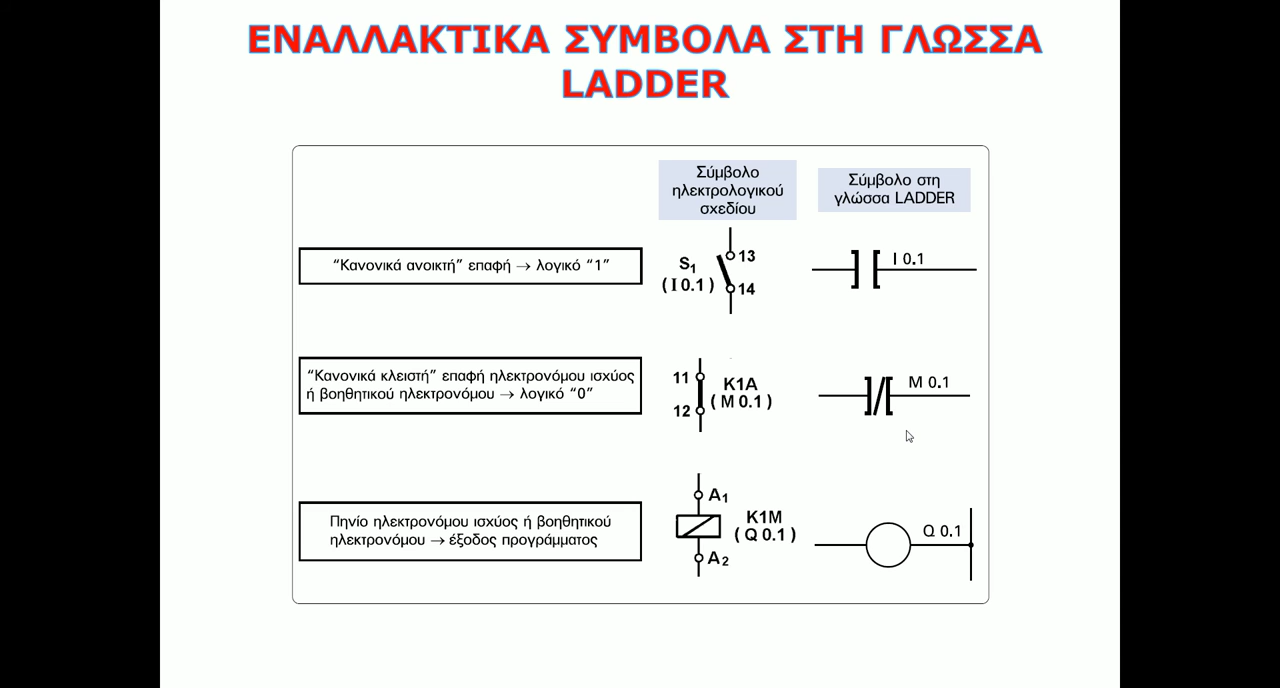 ΕΝΑΛΛΑΚΤΙΚΑ ΣΥΜΒΟΛΑ ΣΤΗ ΓΛΩΣΣΑ
LADDER
Σύμβολο
ηλεκτρολογικού
σχεδίου
Σύμβολο στη
γλώσσα LADDER
“Κανονικά ανοικτή” επαφή → λογικό “1”
S1
( I 0.1 )
13
14
I 0.1
“Κανονικά κλειστή” επαφή ηλεκτρονόμου ισχύος
ή βοηθητικού ηλεκτρονόμου → λογικό “0”
11
12
K1A
( M 0.1 )
M 0.1
Πηνίο ηλεκτρονόμου ισχύος ή βοηθητικού
ηλεκτρονόμου → έξοδος προγράμματος
A1
A2
K1M
( Q 0.1 )
Q 0.1